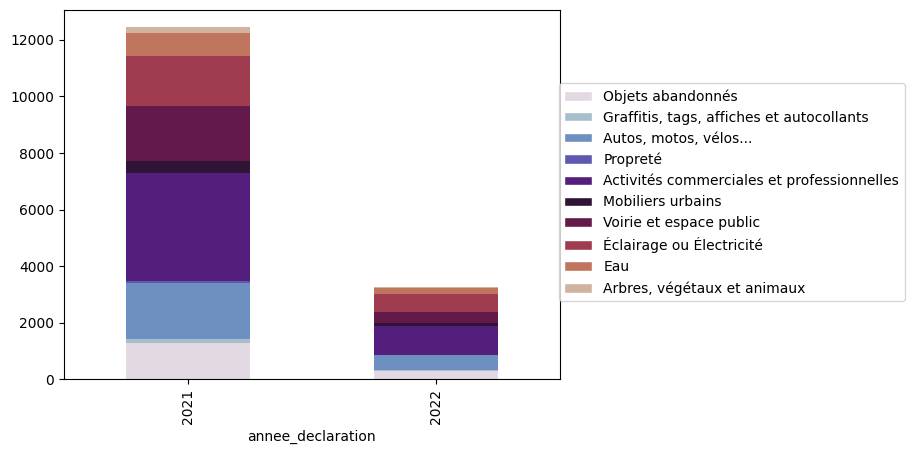 12000
10000
8000
6000
4000
2000
0
2021
2022
annee_declaration
Objets abandonnés
Graffitis, tags, affiches et autocollants
Autos, motos, vélos...
Propreté
Activités commerciales et professionnelles
Mobiliers urbains
Voirie et espace public
Éclairage ou Électricité
Eau
Arbres, végétaux et animaux